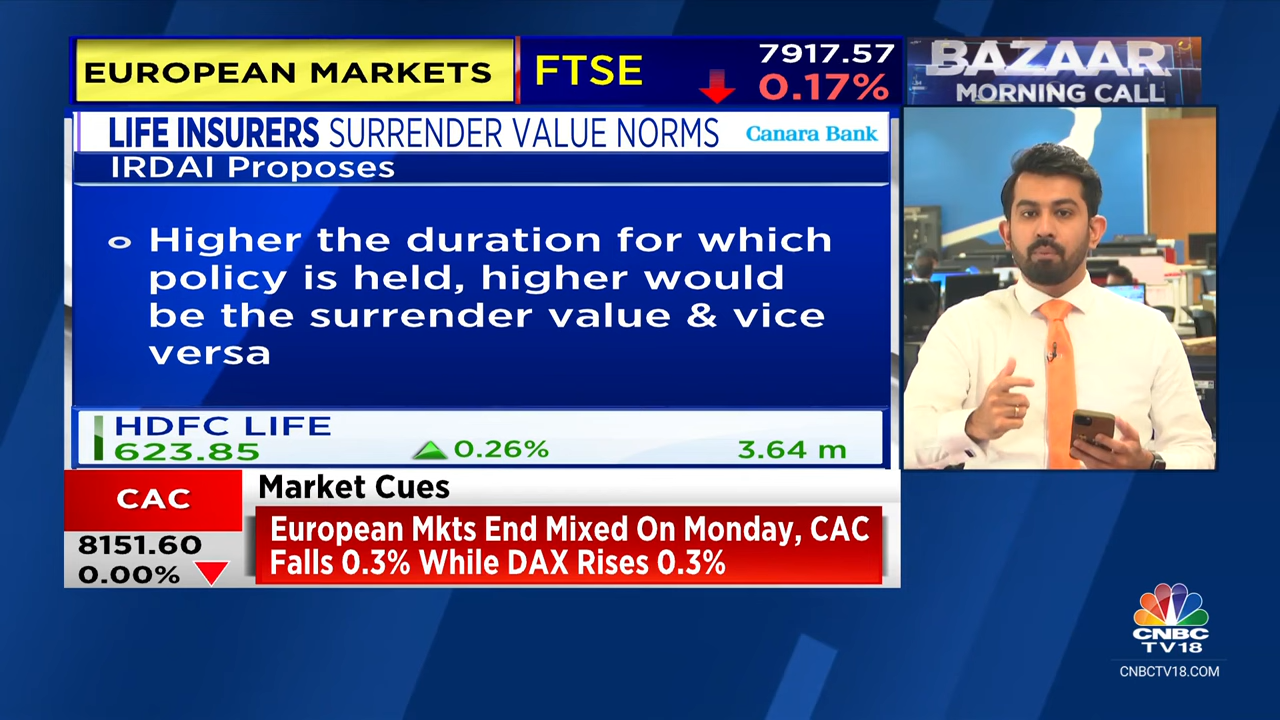 EUROPEAN MARKETS
FTSE
7917.57
0.17%
BAZAAR
MORNING CALL
LIFE INSURERS SURRENDER VALUE NORMS
Canara Bank
IRDAI Proposes
Higher the duration for which
policy is held, higher would
be the surrender value & vice
versa
HDFC LIFE
623.85
0.26%
3.64 m
CAC
8151.60
0.00%
Market Cues
European Mkts End Mixed On Monday, CAC
Falls 0.3% While DAX Rises 0.3%
CNBC
TV18
CNBCTV18.COM